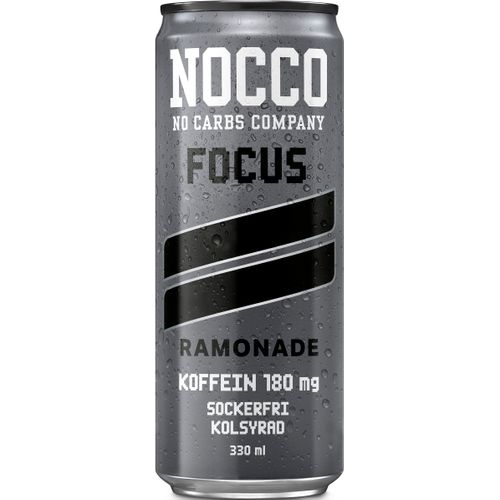 NOCCO
NO CARBS COMPANY
FOCUS
RAMONADE
KOFFEIN 180 mg
SOCKERFRI
KOLSYRAD
330 ml